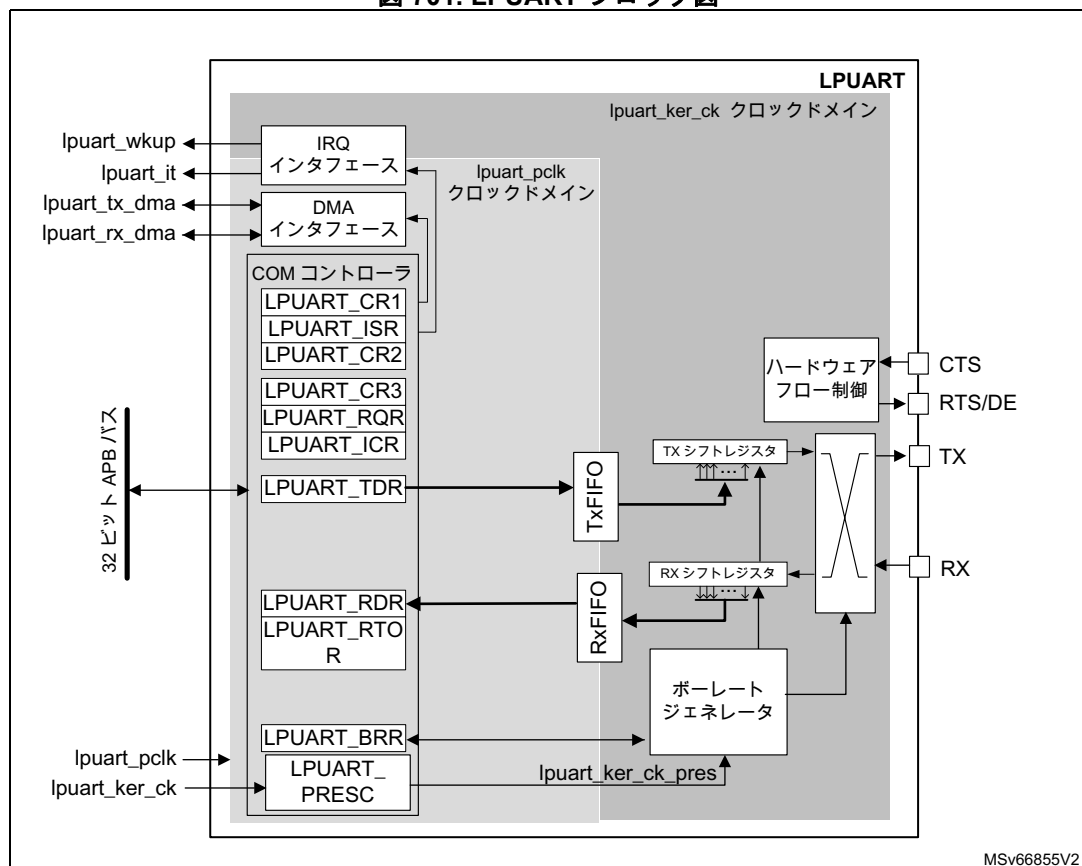 LPUART
lpuart_ker_ck クロックドメイン
lpuart_wkup
IRQ
インタフェース
lpuart_it
lpuart_pclk
クロックドメイン
lpuart_tx_dma
DMA
インタフェース
lpuart_rx_dma
COM コントローラ
LPUART_CR1
LPUART_ISR
LPUART_CR2
LPUART_CR3
LPUART_RQR
LPUART_ICR
ハードウェア
フロー制御
CTS
RTS/DE
32 ビット APB バス
LPUART_TDR
TxFIFO
TX シフトレジスタ
...
TX
RX シフトレジスタ
...
RX
LPUART_RDR
LPUART_RTO
R
RxFIFO
ボーレート
ジェネレータ
LPUART_BRR
lpuart_pclk
lpuart_ker_ck
LPUART_
PRESC
lpuart_ker_ck_pres
MSv66855V2